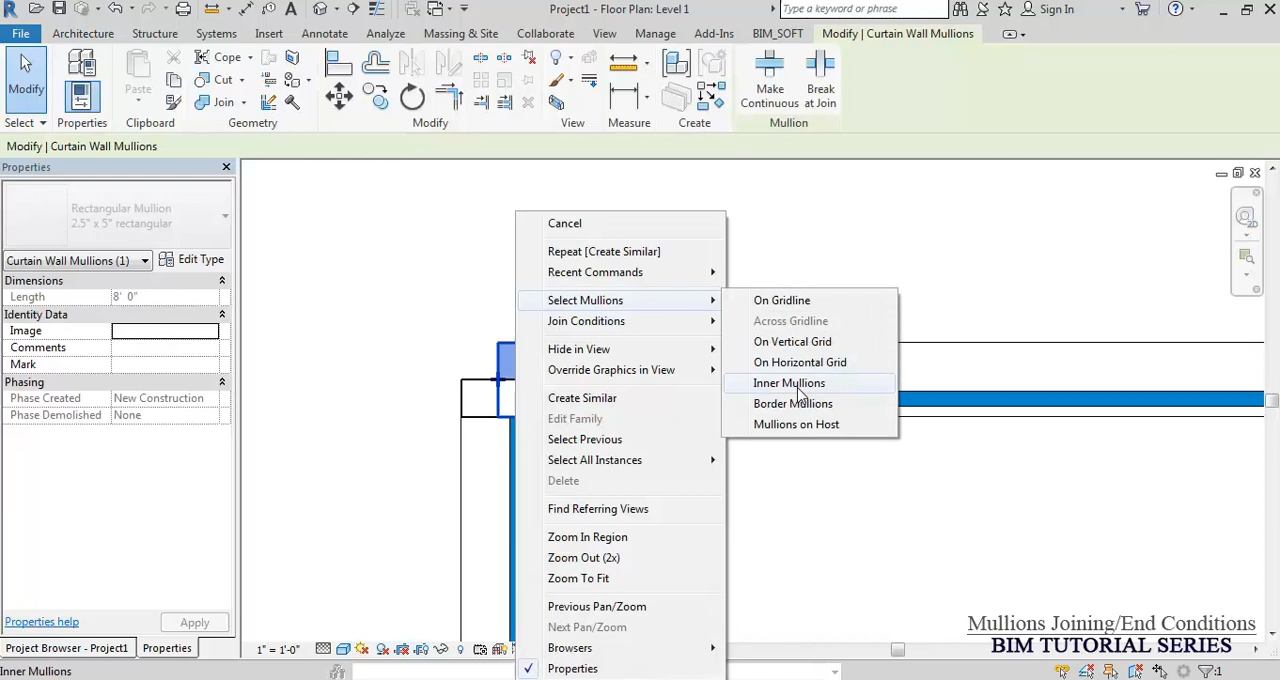 Project1 - Floor Plan: Level 1
Type a keyword or phrase
Sign In
File
Architecture
Structure
Systems
Insert
Annotate
Analyze
Massing & Site
Collaborate
View
Manage
Add-Ins
BIM_SOFT
Modify | Curtain Wall Mullions
Modify
Paste
Cope
Cut
Join
Make
Continuous
Break
at Join
Select
Properties
Clipboard
Geometry
Modify
View
Measure
Create
Mullion
Modify | Curtain Wall Mullions
Properties
Rectangular Mullion
2.5" x 5" rectangular
Curtain Wall Mullions (1)
Edit Type
Dimensions
Length
8' 0"
Identity Data
Image
Comments
Mark
Phasing
Phase Created
New Construction
Phase Demolished
None
Properties help
Apply
Project Browser - Project1
Properties
Inner Mullions
Cancel
Repeat [Create Similar]
Recent Commands
Select Mullions
Join Conditions
Hide in View
Override Graphics in View
Create Similar
Edit Family
Select Previous
Select All Instances
Delete
Find Referring Views
Zoom In Region
Zoom Out (2x)
Zoom To Fit
Previous Pan/Zoom
Next Pan/Zoom
Browsers
Properties
On Gridline
Across Gridline
On Vertical Grid
On Horizontal Grid
Inner Mullions
Border Mullions
Mullions on Host
2D
1" = 1'-0"
Mullions Joining/End Conditions
BIM TUTORIAL SERIES
:1